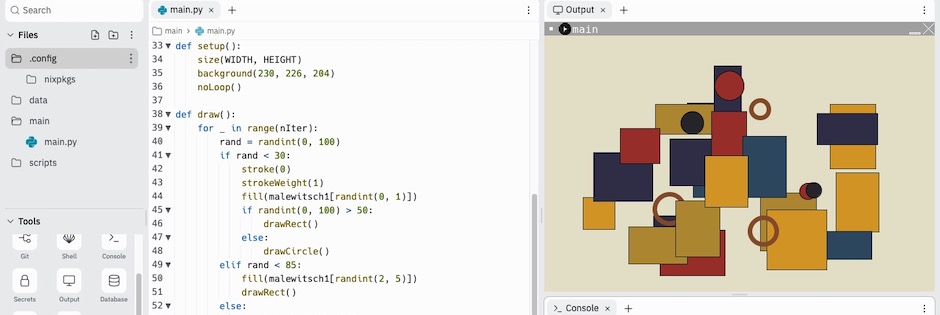 Search
Files
.config
nixpkgs
data
main
main.py
scripts
Tools
Git
Shell
Console
Secrets
Output
Database
main.py
main > main.py
33 def setup():
34 size(WIDTH, HEIGHT)
35 background(230, 226, 204)
36 noLoop()
37
38 def draw():
39 for _ in range(nIter):
40 rand = randint(0, 100)
41 if rand < 30:
42 stroke(0)
43 strokeWeight(1)
44 fill(malewitsch1[randint(0, 1)])
45 if randint(0, 100) > 50:
46 drawRect()
47 else:
48 drawCircle()
49 elif rand < 85:
50 fill(malewitsch1[randint(2, 5)])
51 drawRect()
52 else:
Output
main
Console